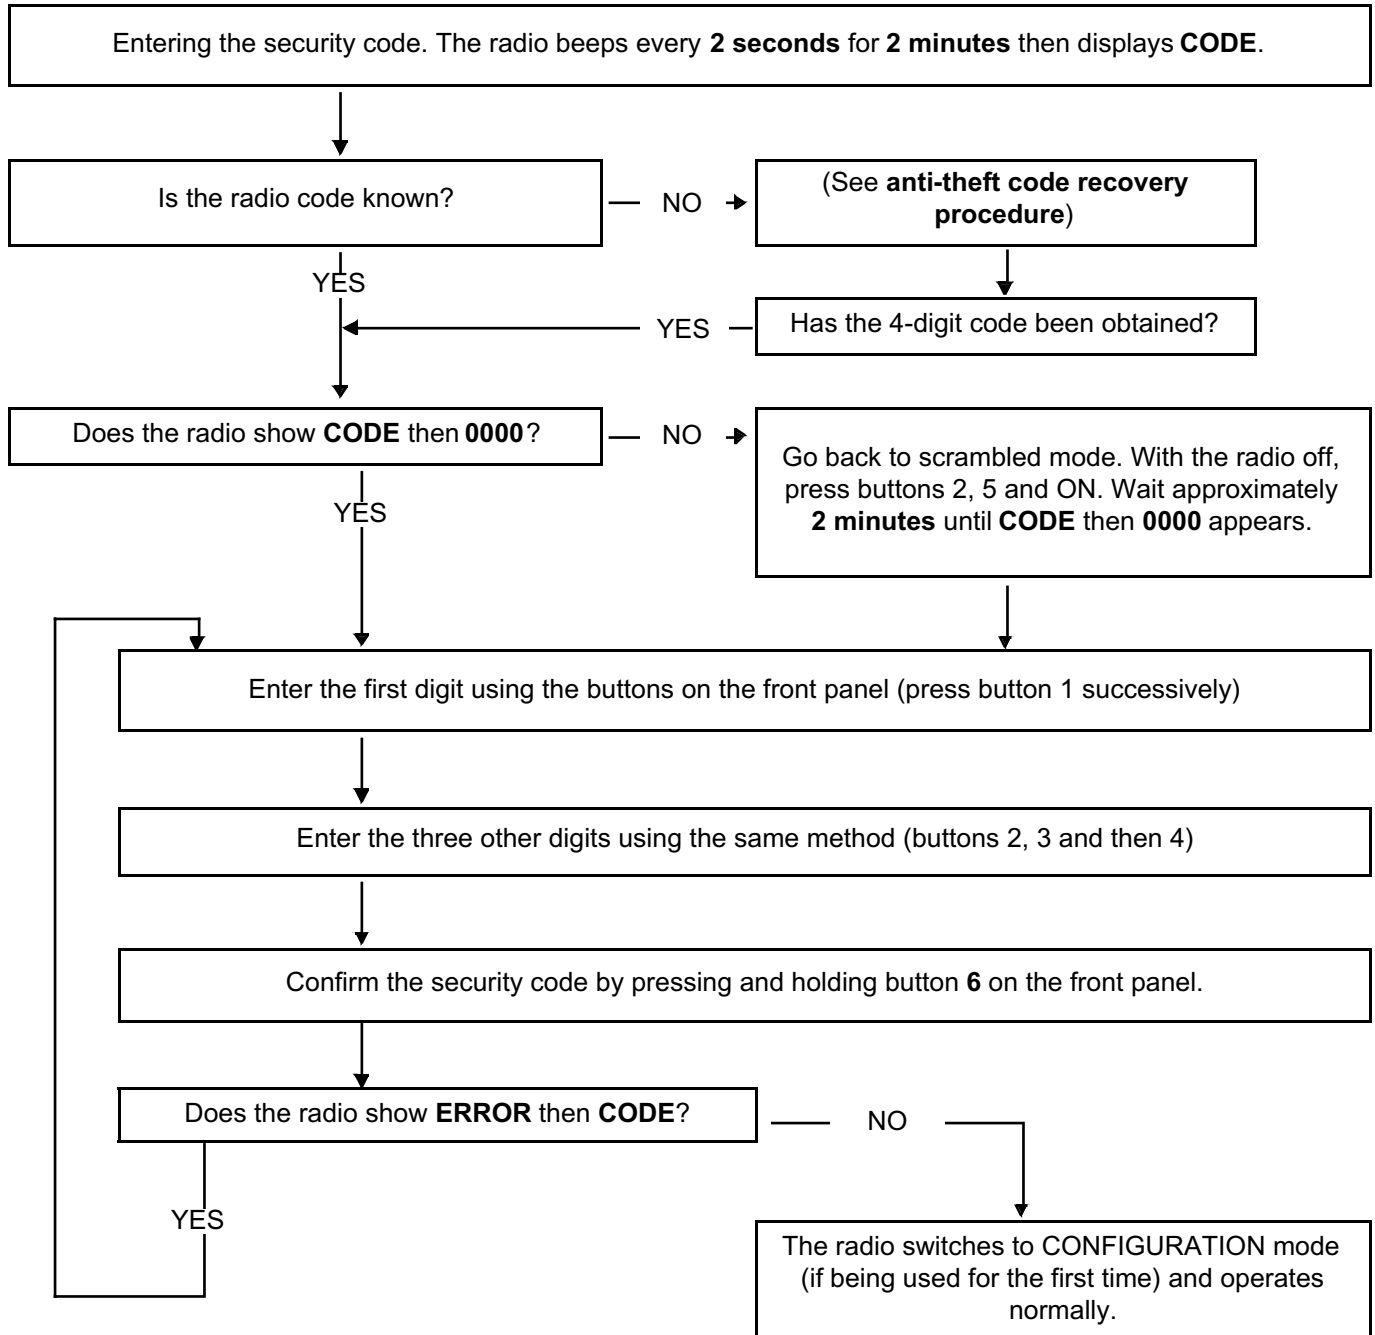 Entering the security code. The radio beeps every 2 seconds for 2 minutes then displays CODE.
Is the radio code known?
NO
(See anti-theft code recovery
procedure)
YES
YES
Has the 4-digit code been obtained?
Does the radio show CODE then 0000?
NO
Go back to scrambled mode. With the radio off,
press buttons 2, 5 and ON. Wait approximately
2 minutes until CODE then 0000 appears.
YES
Enter the first digit using the buttons on the front panel (press button 1 successively)
Enter the three other digits using the same method (buttons 2, 3 and then 4)
Confirm the security code by pressing and holding button 6 on the front panel.
Does the radio show ERROR then CODE?
NO
YES
The radio switches to CONFIGURATION mode
(if being used for the first time) and operates
normally.